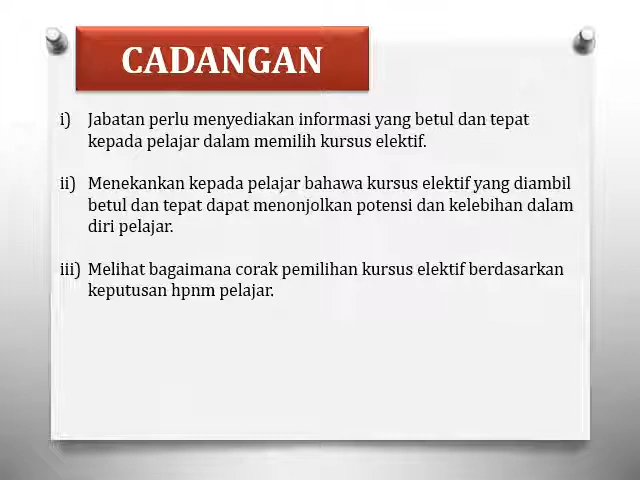 CADANGAN
i) Jabatan perlu menyediakan informasi yang betul dan tepat
kepada pelajar dalam memilih kursus elektif.
ii) Menekankan kepada pelajar bahawa kursus elektif yang diambil
betul dan tepat dapat menonjolkan potensi dan kelebihan dalam
diri pelajar.
iii) Melihat bagaimana corak pemilihan kursus elektif berdasarkan
keputusan hpnm pelajar.